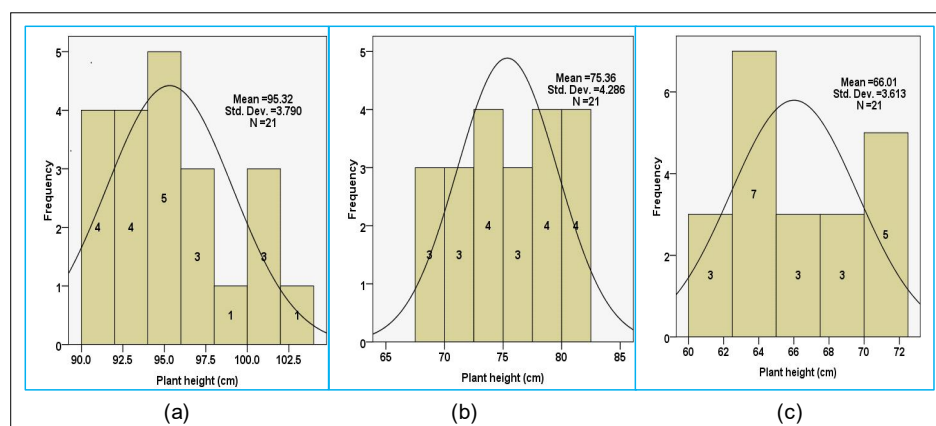 Frequency
5
4
3
2
1
0
4
4
5
3
1
3
1
Mean =95.32
Std. Dev. =3.790
N =21
90.0 92.5 95.0 97.5 100.0 102.5
Plant height (cm)
(a)
Frequency
5
4
3
2
1
0
3
3
4
3
4
4
Mean =75.36
Std. Dev. =4.286
N =21
65 70 75 80 85
Plant height (cm)
(b)
Frequency
6
4
2
0
3
7
3
3
5
Mean =66.01
Std. Dev. =3.613
N =21
60 62 64 66 68 70 72
Plant height (cm)
(c)